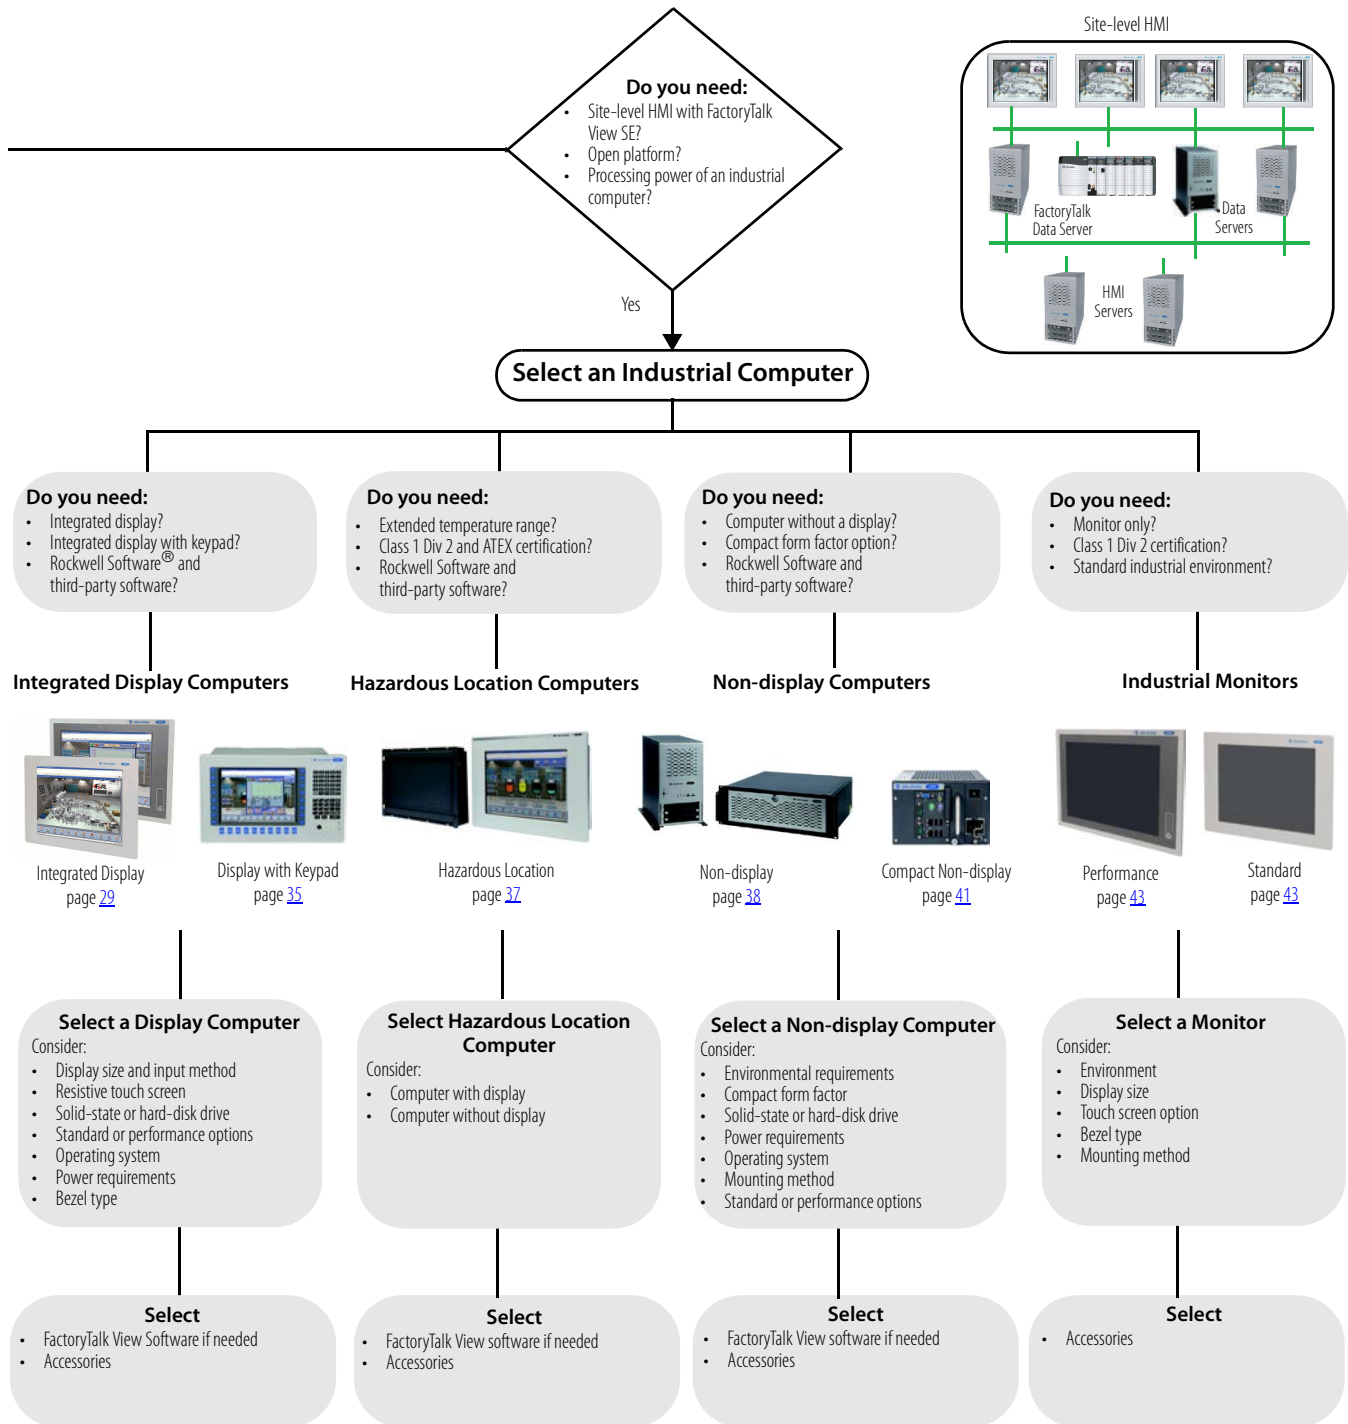 Site-level HMI
Do you need:
• Site-level HMI with FactoryTalk
View SE?
• Open platform?
• Processing power of an industrial
computer?
FactoryTalk
Data Server
Data
Servers
HMI
Servers
Yes
Select an Industrial Computer
Do you need:
• Integrated display?
• Integrated display with keypad?
• Rockwell Software® and
third-party software?
Do you need:
• Extended temperature range?
• Class 1 Div 2 and ATEX certification?
• Rockwell Software and
third-party software?
Do you need:
• Computer without a display?
• Compact form factor option?
• Rockwell Software and
third-party software?
Do you need:
• Monitor only?
• Class 1 Div 2 certification?
• Standard industrial environment?
Integrated Display Computers
Hazardous Location Computers
Non-display Computers
Industrial Monitors
Integrated Display
page 29
Display with Keypad
page 35
Hazardous Location
page 37
Non-display
page 38
Compact Non-display
page 41
Performance
page 43
Standard
page 43
Select a Display Computer
Consider:
• Display size and input method
• Resistive touch screen
• Solid-state or hard-disk drive
• Standard or performance options
• Operating system
• Power requirements
• Bezel type
Select Hazardous Location
Computer
Consider:
• Computer with display
• Computer without display
Select a Non-display Computer
Consider:
• Environmental requirements
• Compact form factor
• Solid-state or hard-disk drive
• Power requirements
• Operating system
• Mounting method
• Standard or performance options
Select a Monitor
Consider:
• Environment
• Display size
• Touch screen option
• Bezel type
• Mounting method
Select
• FactoryTalk View Software if needed
• Accessories
Select
• FactoryTalk View software if needed
• Accessories
Select
• FactoryTalk View software if needed
• Accessories
Select
• Accessories